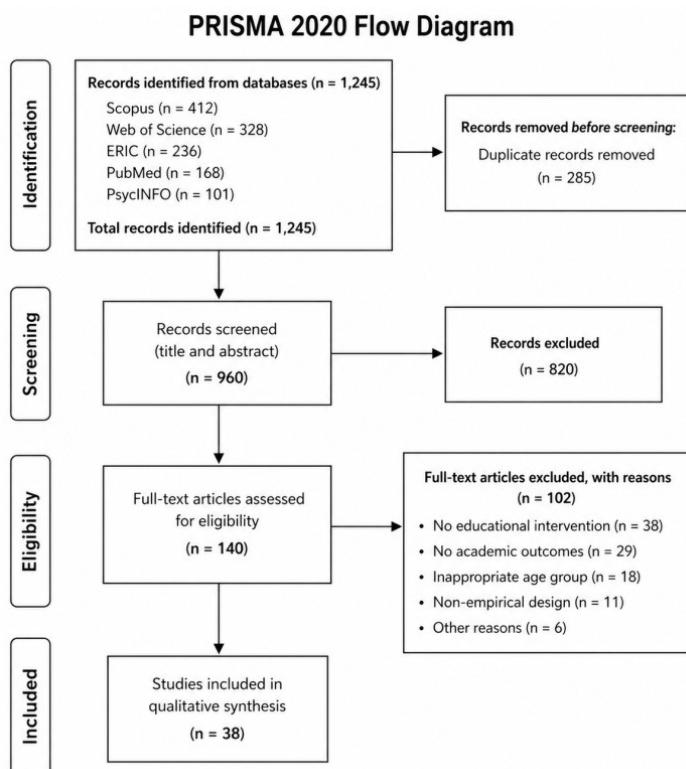 PRISMA 2020 Flow Diagram
Identification
Records identified from databases (n = 1,245)
Scopus (n = 412)
Web of Science (n = 328)
ERIC (n = 236)
PubMed (n = 168)
PsycINFO (n = 101)
Total records identified (n = 1,245)
Records removed before screening:
Duplicate records removed
(n = 285)
Screening
Records screened
(title and abstract)
(n = 960)
Records excluded
(n = 820)
Eligibility
Full-text articles assessed
for eligibility
(n = 140)
Full-text articles excluded, with reasons
(n = 102)
• No educational intervention (n = 38)
• No academic outcomes (n = 29)
• Inappropriate age group (n = 18)
• Non-empirical design (n = 11)
• Other reasons (n = 6)
Included
Studies included in
qualitative synthesis
(n = 38)